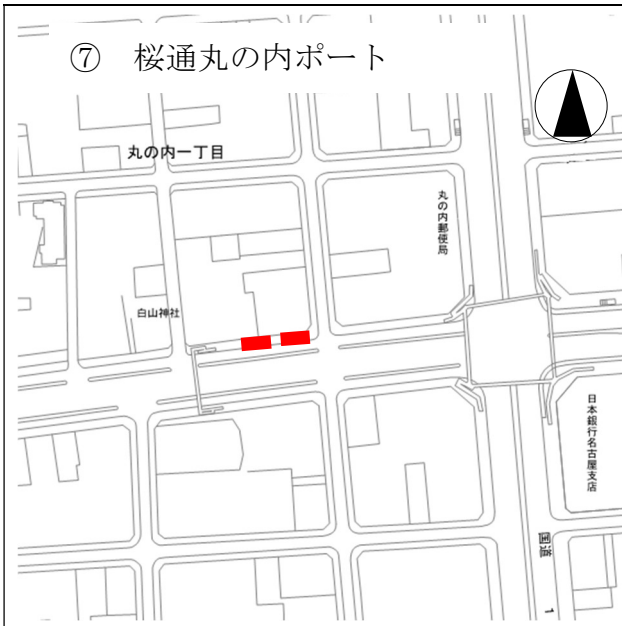 ⑦ 桜通丸の内ポート
丸の内一丁目
丸の内郵便局
白山神社
日本銀行名古屋支店
国道 1